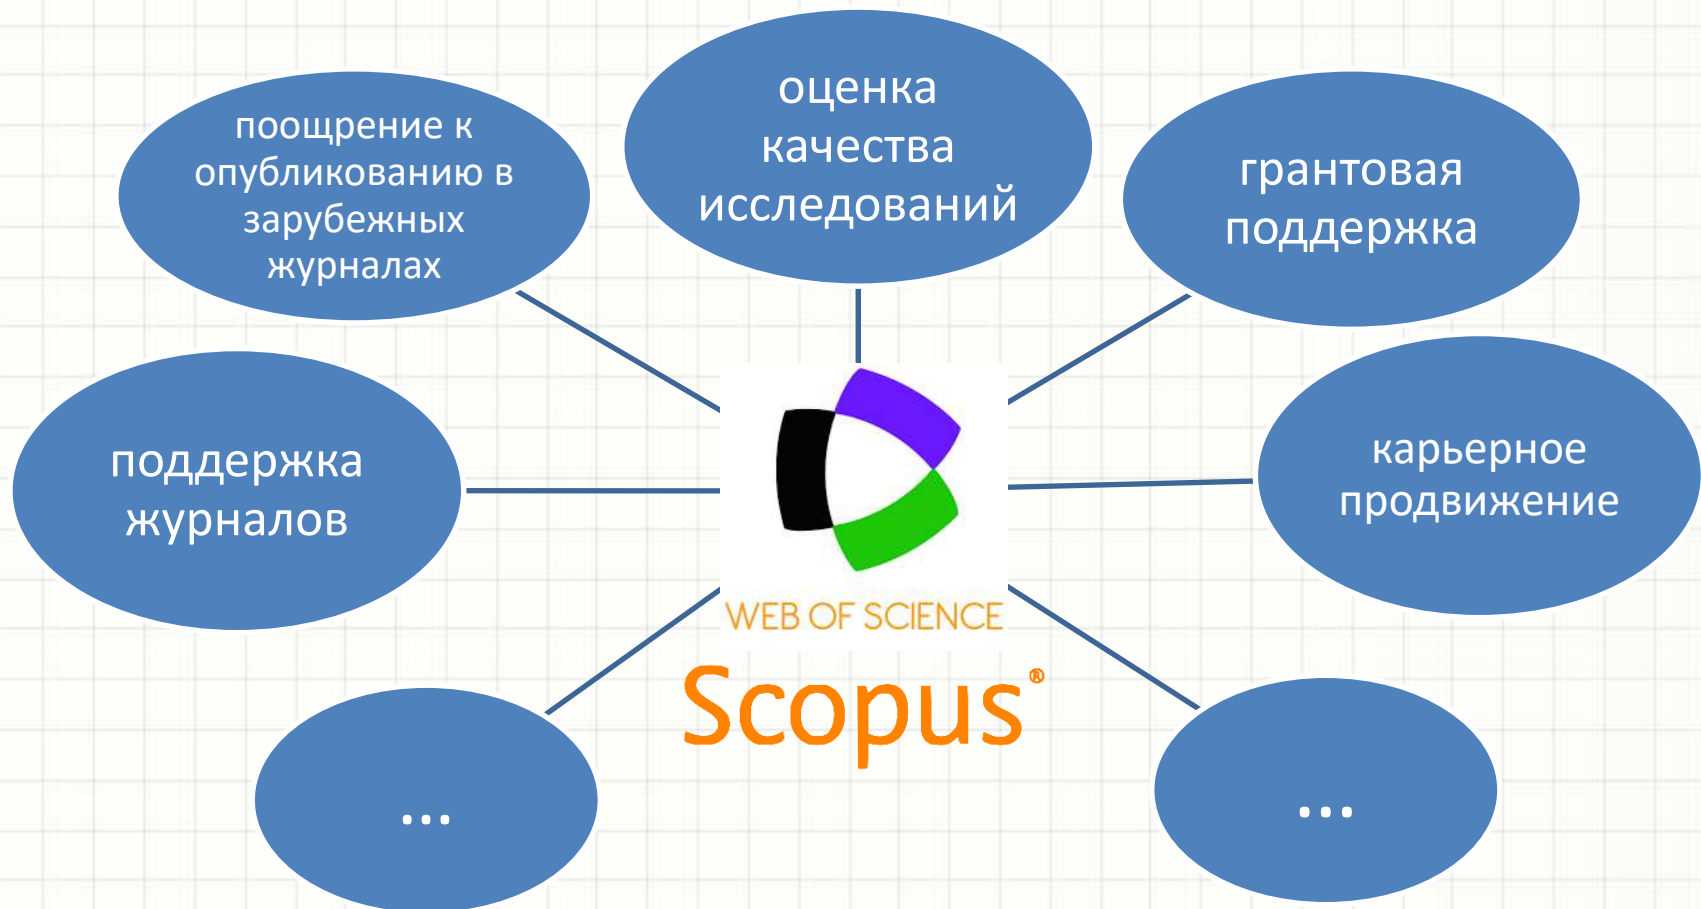 оценка
качества
исследований
поощрение к
опубликованию в
зарубежных
журналах
грантовая
поддержка
поддержка
журналов
карьерное
продвижение
WEB OF SCIENCE
Scopus®
...
...